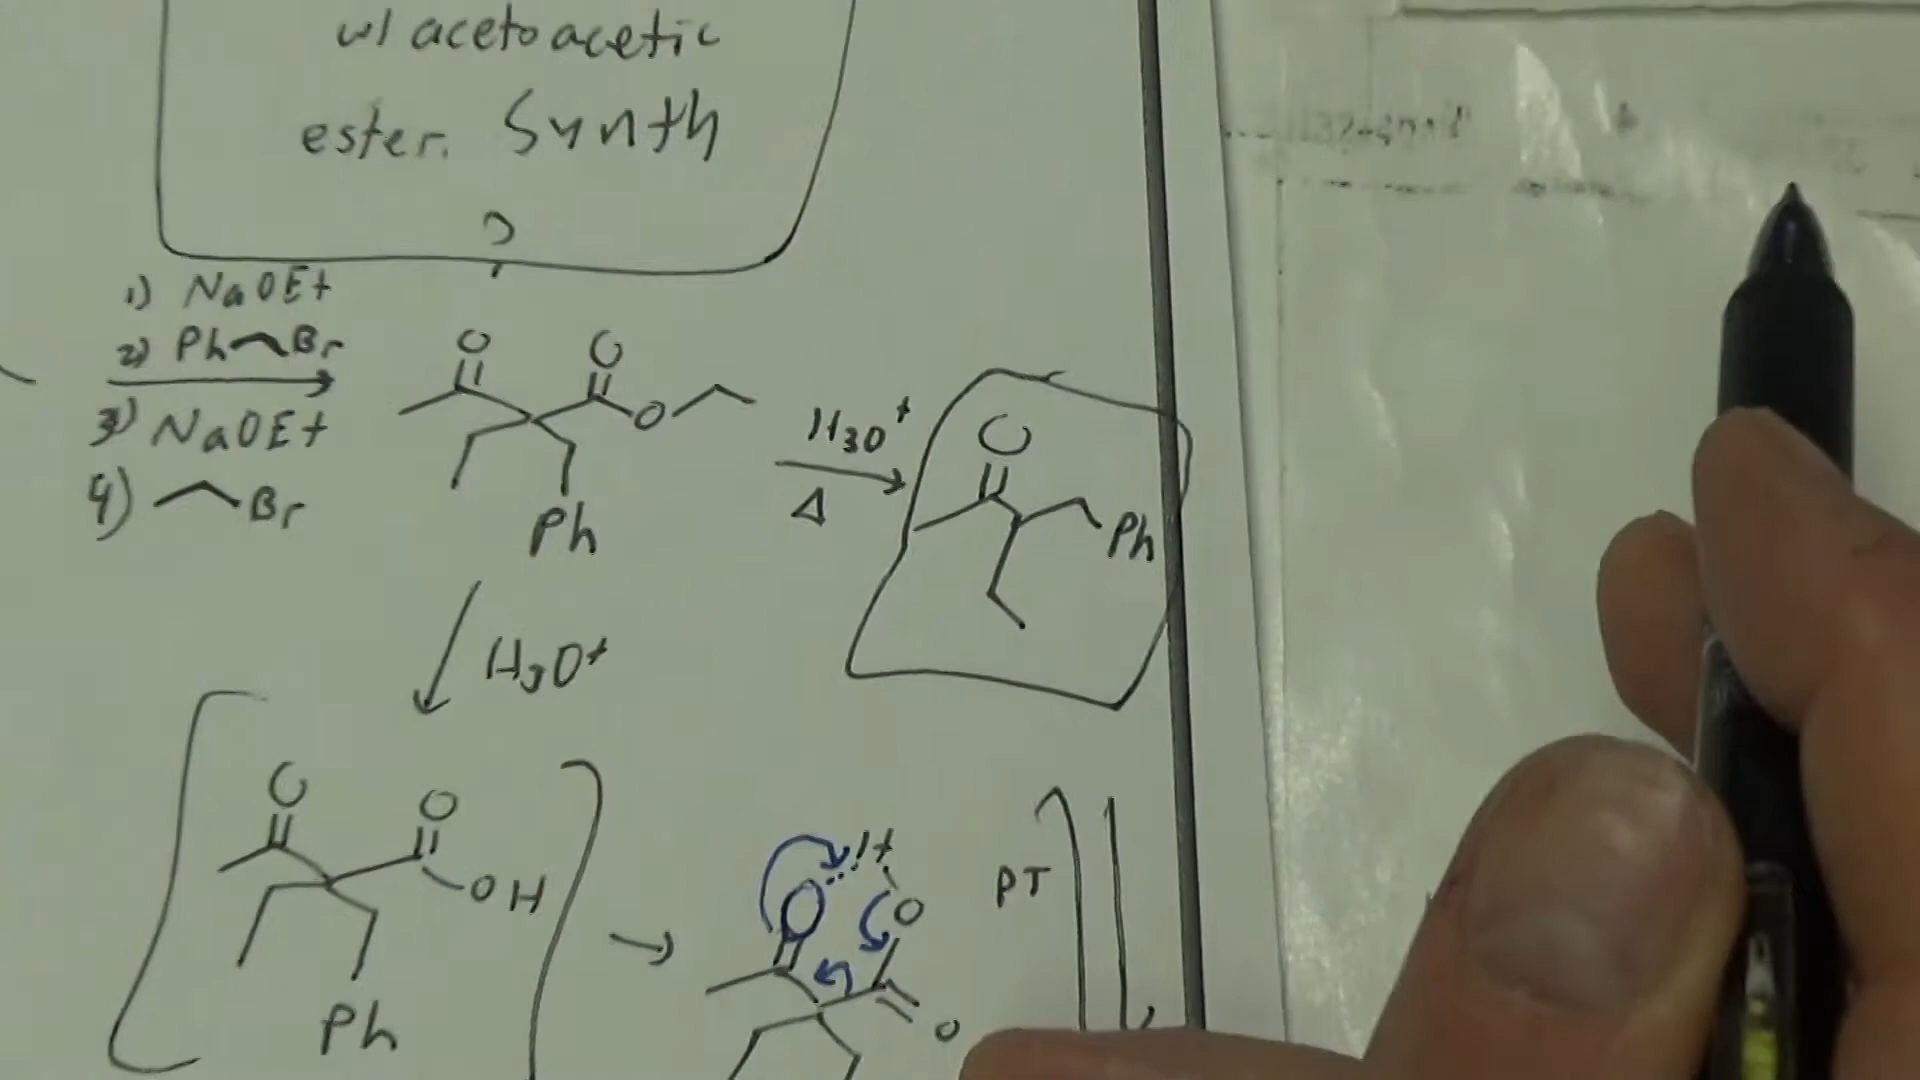 w/ acetoacetic
ester. Synth
?
1) NaOEt
2) Ph Br
3) NaOEt
4) Br
O O
O
Ph
H3O+
Δ
O
Ph
H3O+
O O
OH
Ph
H
O O
O
PT